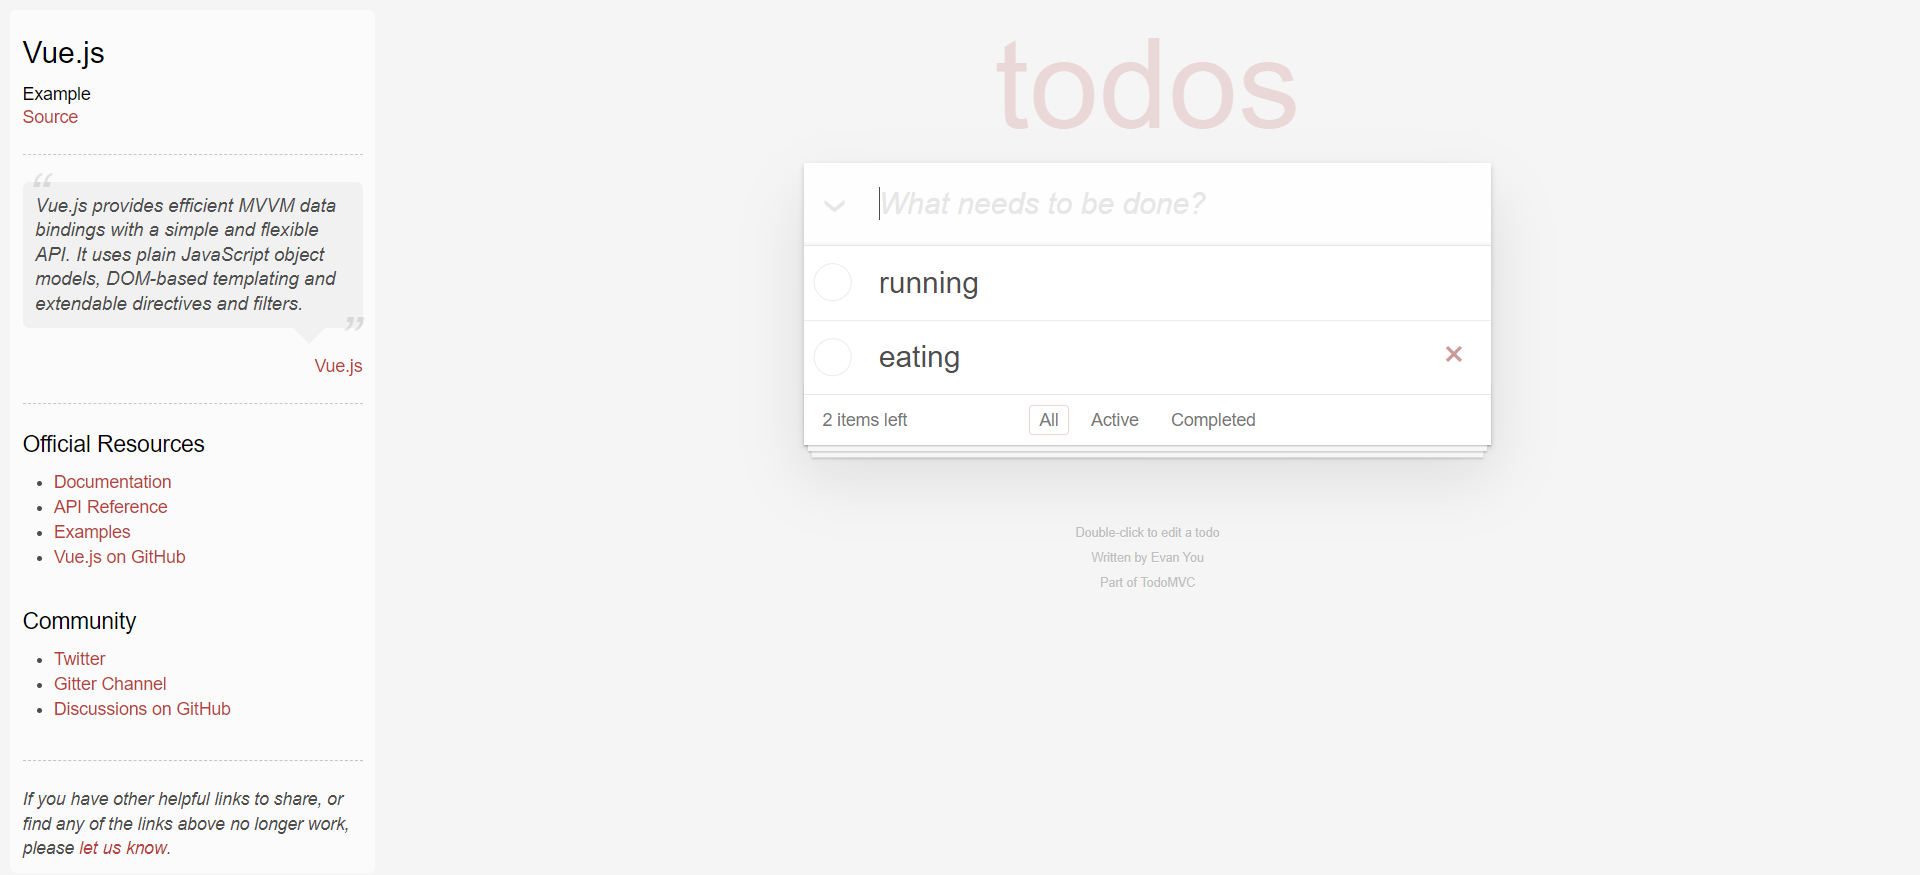 Vue.js
Example
Source
“
Vue.js provides efficient MVVM data
bindings with a simple and flexible
API. It uses plain JavaScript object
models, DOM-based templating and
extendable directives and filters.
”
Vue.js
Official Resources
• Documentation
• API Reference
• Examples
• Vue.js on GitHub
Community
• Twitter
• Gitter Channel
• Discussions on GitHub
If you have other helpful links to share, or
find any of the links above no longer work,
please let us know.
todos
What needs to be done?
running
eating ×
2 items left All Active Completed
Double-click to edit a todo
Written by Evan You
Part of TodoMVC